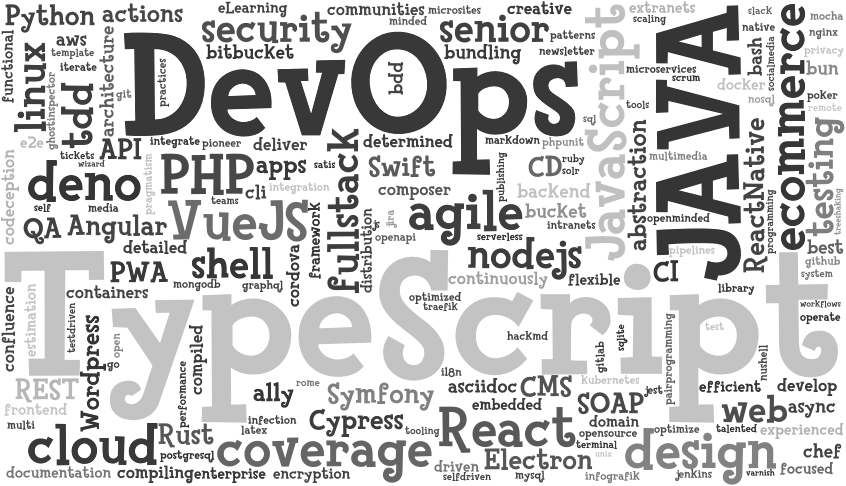 Python
actions
eLearning
communities
microsites
creative
extranets
slack
mocha
functional
aws
template
iterate
architecture
security
minded
senior
patterns
scaling
native
nginx
linux
tdd
ghostinspector
git
practices
bitbucket
DevOps
bdd
bundling
newsletter
JavaScript
JAVA
bash
socialmedia
ecommerce
privacy
bun
microservices
scrum
docker
nosql
poker
remote
tools
sql
e2e
tickets
wizard
API
integrate
pioneer
deliver
determined
markdown
phpunit
multimedia
testing
treeshaking
codeception
deno
self
media
pragmatism
PHP
apps
satis
cli
integration
teams
fullstack
Swift
composer
publishing
CD
ruby
solr
backend
bucket
intranets
abstraction
openminded
ReactNative
programming
QA
Angular
VueJS
framework
distribution
jr
jira
openapi
agile
serverless
detailed
nodejs
pipelines
best
github
system
PWA
shell
mongodb
graphql
cordova
continuously
flexible
CI
library
containers
confluence
estimation
testdriven
TypeScript
optimized
traefik
workflows
operate
hackmd
gitlab
sqlite
pairprogramming
test
nushell
Wordpress
go
open
compiled
performance
il8n
REST
frontend
multi
ally
rome
Symfony
asciidoc
CMS
kubernetes
jest
efficient
develop
embedded
SOAP
web
async
cloud
Rust
postgresql
infection
latex
Cypress
tooling
React
domain
opensource
terminal
optimize
talented
experienced
coverage
driven
selfdriven
Electron
unix
design
chef
focused
documentation
compiling
enterprise
encryption
mysql
infografik
jenkins
varnish